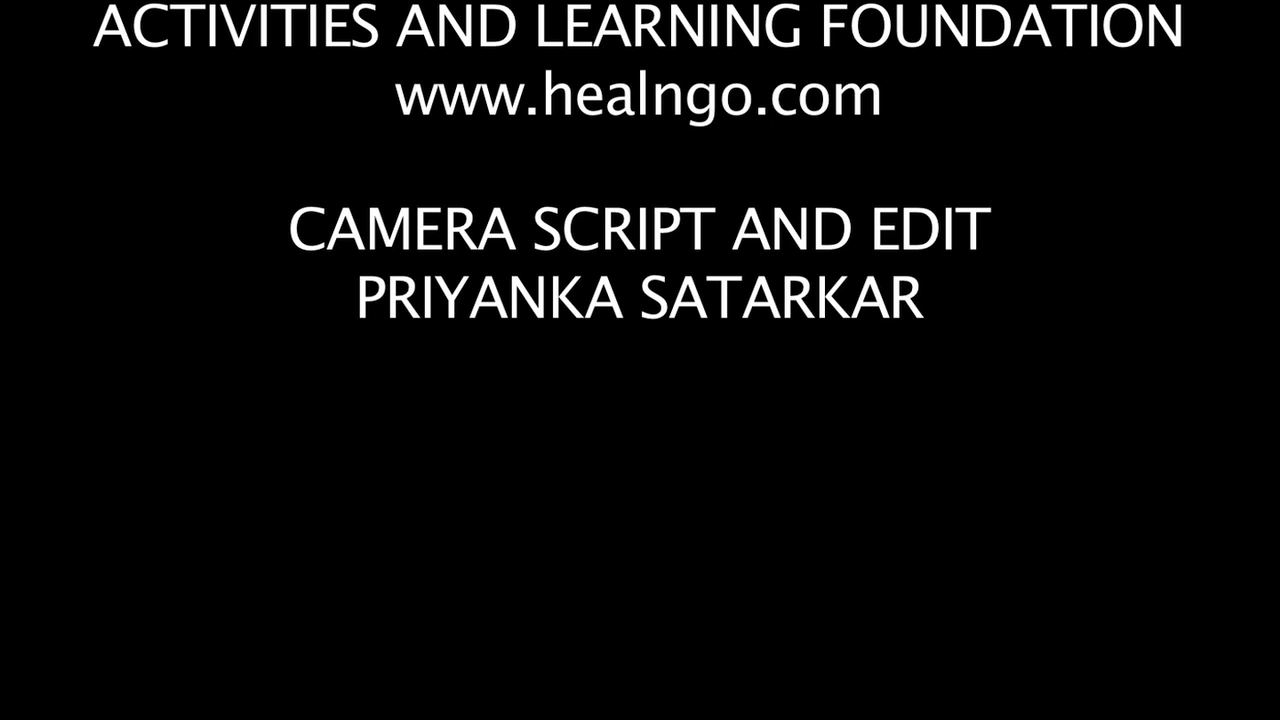 ACTIVITIES AND LEARNING FOUNDATION
www.healngo.com
CAMERA SCRIPT AND EDIT
PRIYANKA SATARKAR